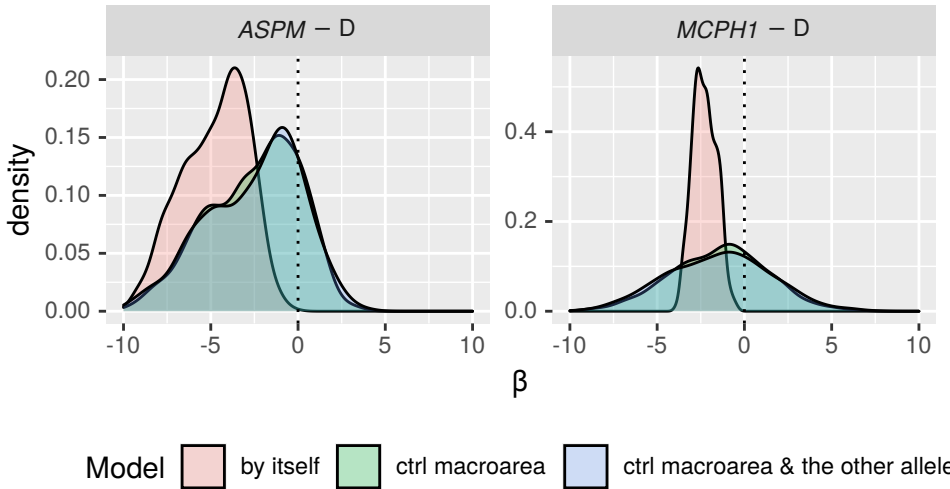 ASPM − D
MCPH1 − D
density
0.20
0.15
0.10
0.05
0.00
0.4
0.2
0.0
-10 -5 0 5 10
-10 -5 0 5 10
β
Model by itself ctrl macroarea ctrl macroarea & the other allele